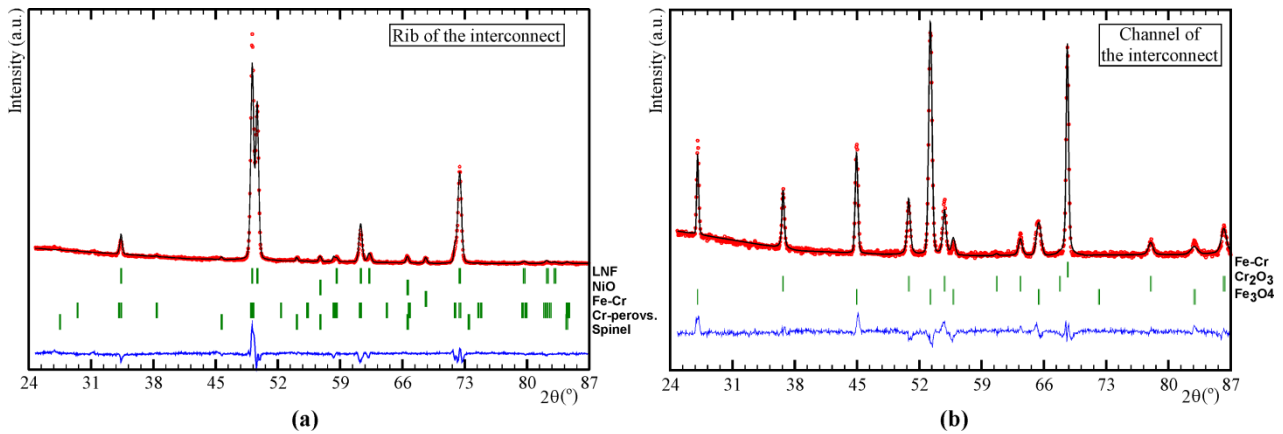 Intensity (a.u.)
Rib of the interconnect
LNF
NiO
Fe-Cr
Cr-perovs.
Spinel
24 31 38 45 52 59 66 73 80 87
2θ(º)
(a)
Intensity (a.u.)
Channel of
the interconnect
Fe-Cr
Cr2O3
Fe3O4
24 31 38 45 52 59 66 73 80 87
2θ(º)
(b)